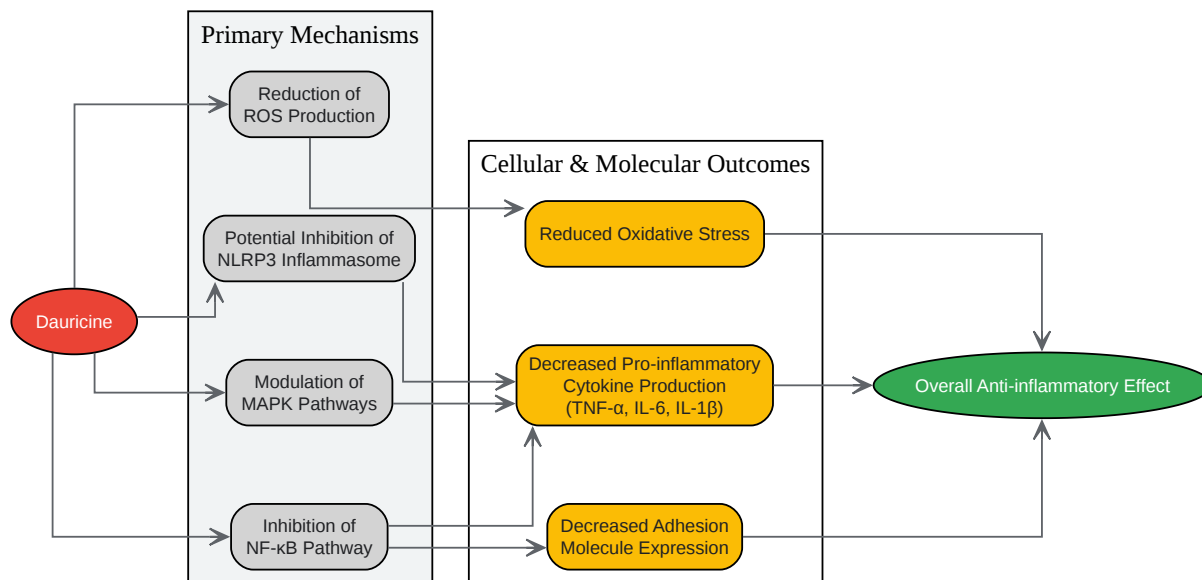 Primary Mechanisms
Reduction of
ROS Production
Potential Inhibition of
NLRP3 Inflammasome
Dauricine
Modulation of
MAPK Pathways
Inhibition of
NF-κB Pathway
Cellular & Molecular Outcomes
Reduced Oxidative Stress
Decreased Pro-inflammatory
Cytokine Production
(TNF-α, IL-6, IL-1β)
Decreased Adhesion
Molecule Expression
Overall Anti-inflammatory Effect